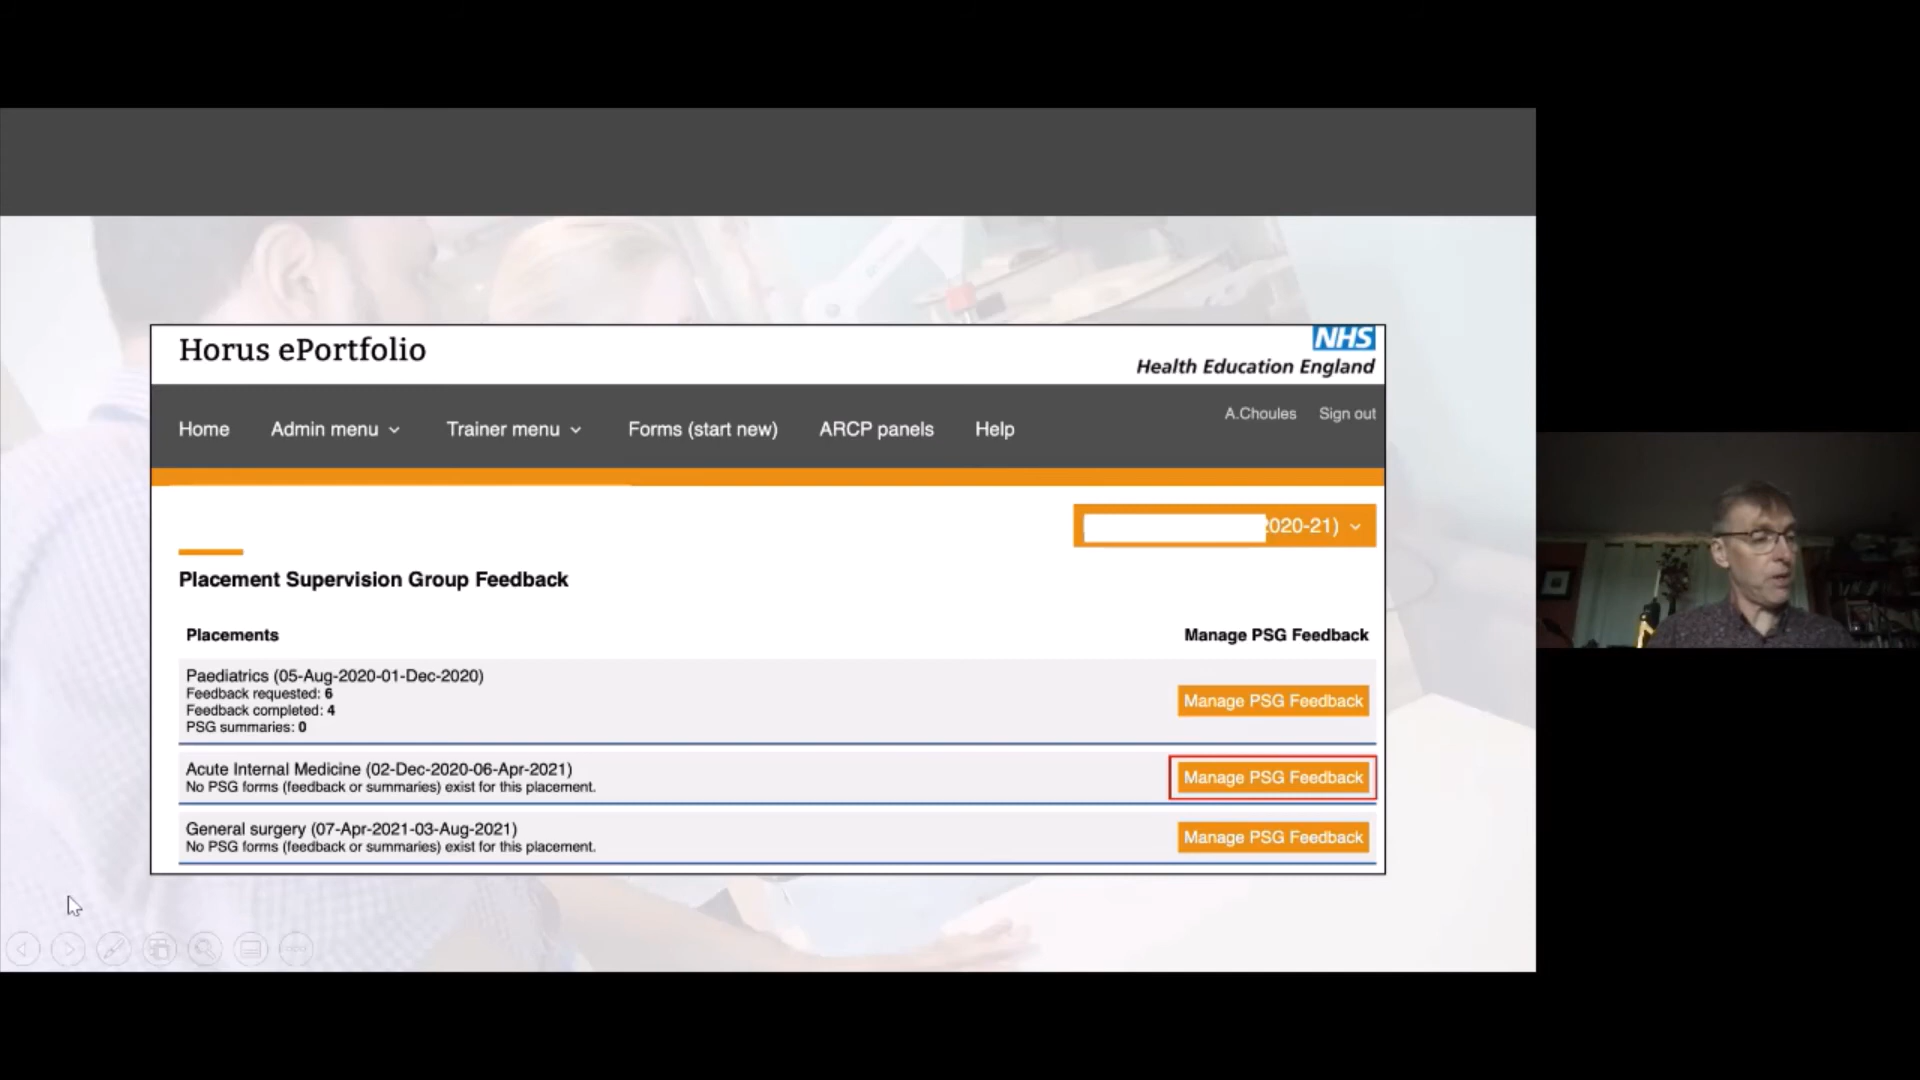 Horus ePortfolio
NHS
Health Education England
A.Choules Sign out
Home Admin menu Trainer menu Forms (start new) ARCP panels Help
2020-21)
Placement Supervision Group Feedback
Placements Manage PSG Feedback
Paediatrics (05-Aug-2020-01-Dec-2020)
Feedback requested: 6
Feedback completed: 4
PSG summaries: 0
Manage PSG Feedback
Acute Internal Medicine (02-Dec-2020-06-Apr-2021)
No PSG forms (feedback or summaries) exist for this placement.
Manage PSG Feedback
General surgery (07-Apr-2021-03-Aug-2021)
No PSG forms (feedback or summaries) exist for this placement.
Manage PSG Feedback